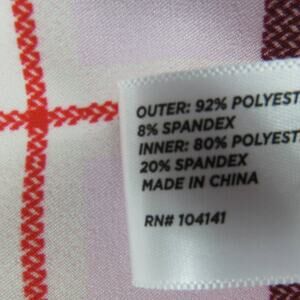 OUTER: 92% POLYEST
8% SPANDEX
INNER: 80% POLYEST
20% SPANDEX
MADE IN CHINA
RN# 104141